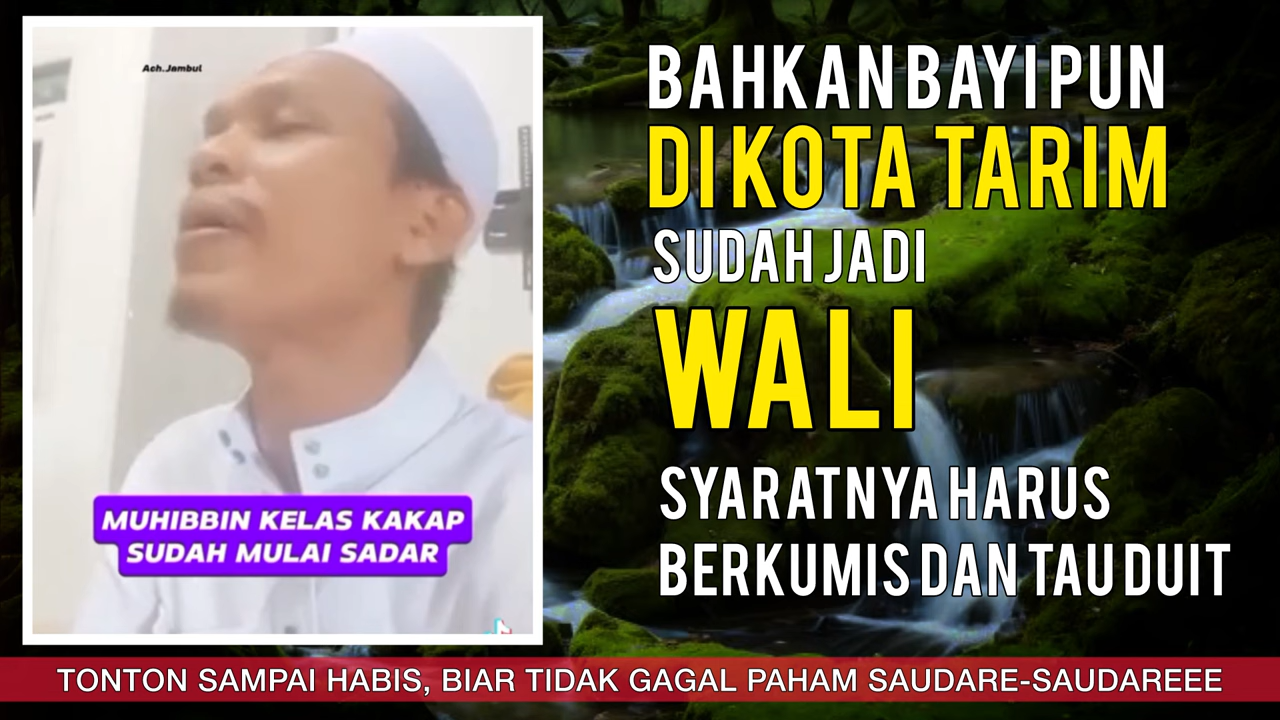 Ach.Jambul
MUHIBBIN KELAS KAKAP
SUDAH MULAI SADAR
BAHKAN BAYI PUN
DI KOTA TARIM
SUDAH JADI
WALI
SYARATNYA HARUS
BERKUMIS DAN TAU DUIT
TONTON SAMPAI HABIS, BIAR TIDAK GAGAL PAHAM SAUDARE-SAUDAREEE